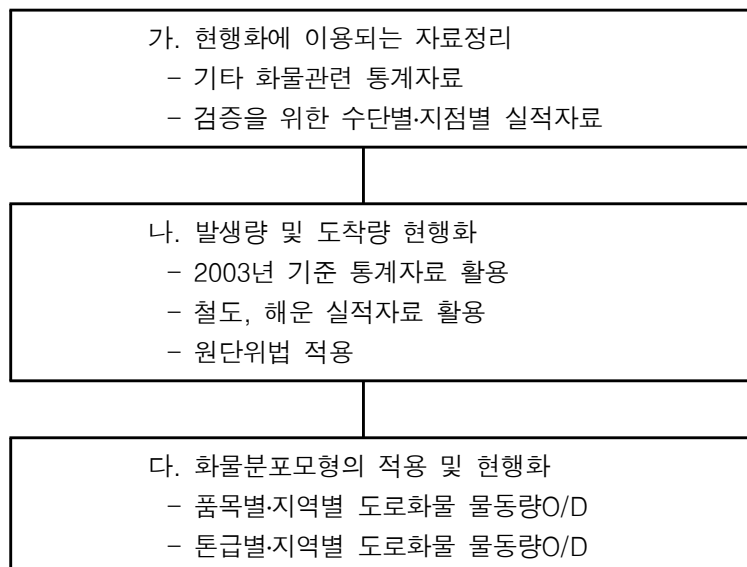 가. 현행화에 이용되는 자료정리
- 기타 화물관련 통계자료
- 검증을 위한 수단별·지점별 실적자료
나. 발생량 및 도착량 현행화
- 2003년 기준 통계자료 활용
- 철도, 해운 실적자료 활용
- 원단위법 적용
다. 화물분포모형의 적용 및 현행화
- 품목별·지역별 도로화물 물동량O/D
- 톤급별·지역별 도로화물 물동량O/D